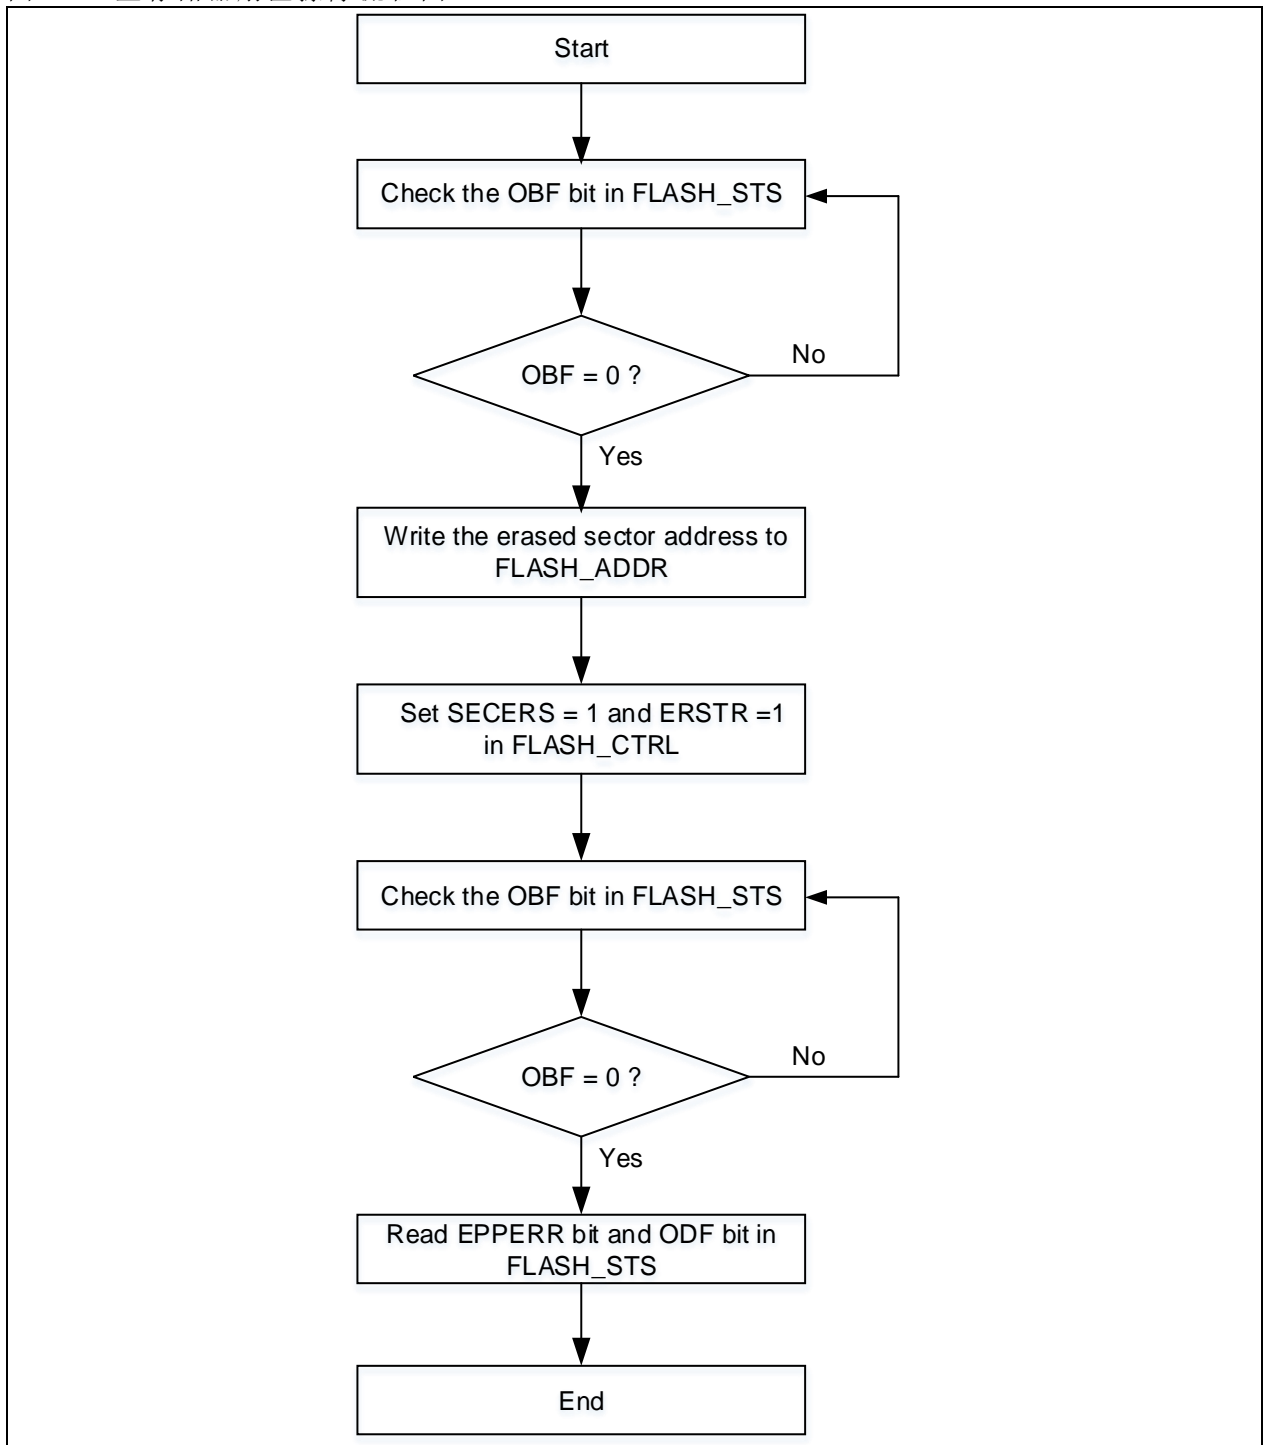 Start
Check the OBF bit in FLASH_STS
OBF = 0 ?
No
Yes
Write the erased sector address to
FLASH_ADDR
Set SECERS = 1 and ERSTR =1
in FLASH_CTRL
Check the OBF bit in FLASH_STS
OBF = 0 ?
No
Yes
Read EPPERR bit and ODF bit in
FLASH_STS
End